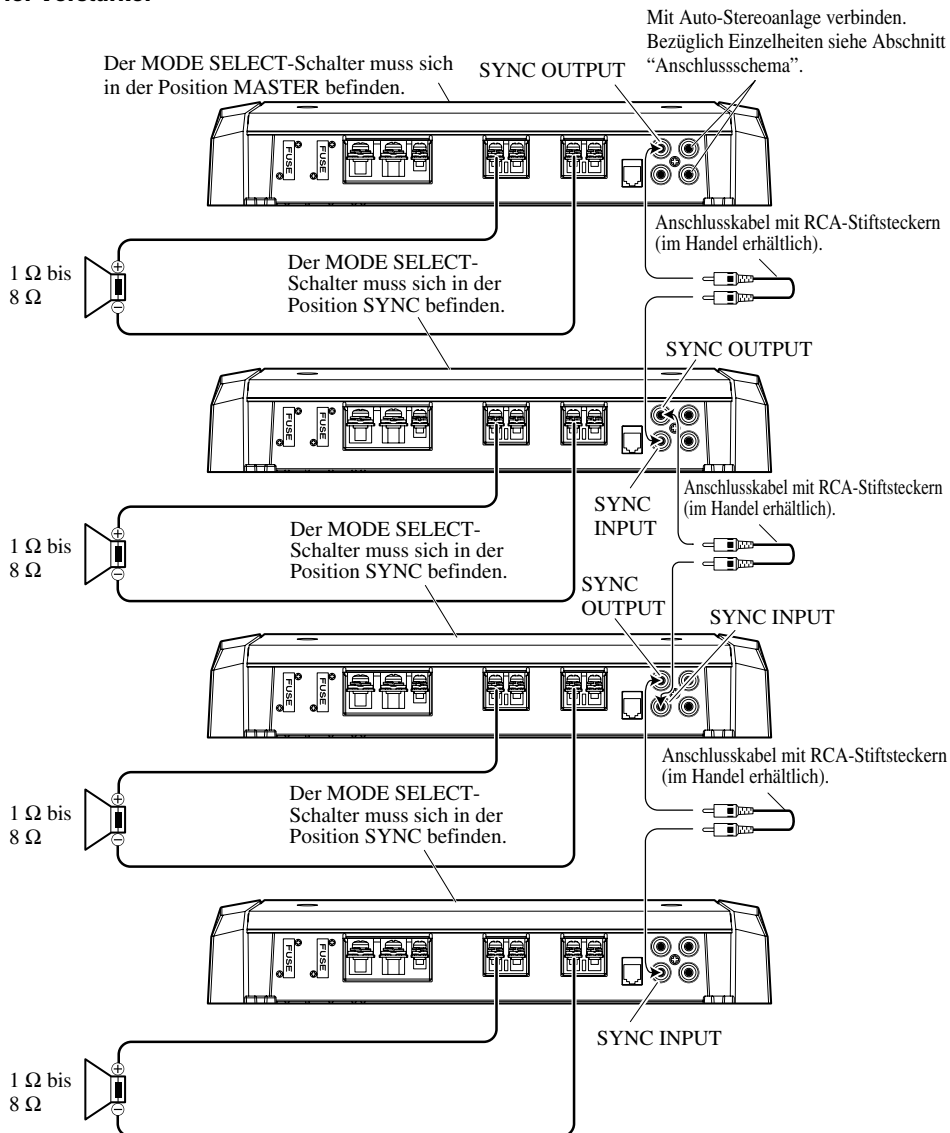 Mit Auto-Stereoanlage verbinden.
Bezüglich Einzelheiten siehe Abschnitt
“Anschlussschema”.
Der MODE SELECT-Schalter muss sich
in der Position MASTER befinden.
SYNC OUTPUT
FUSE
FUSE
Anschlusskabel mit RCA-Stiftsteckern
(im Handel erhältlich).
1 Ω bis
8 Ω
Der MODE SELECT-
Schalter muss sich in der
Position SYNC befinden.
SYNC OUTPUT
FUSE
FUSE
SYNC
INPUT
Anschlusskabel mit RCA-Stiftsteckern
(im Handel erhältlich).
1 Ω bis
8 Ω
Der MODE SELECT-
Schalter muss sich in der
Position SYNC befinden.
SYNC
OUTPUT
SYNC INPUT
FUSE
FUSE
Anschlusskabel mit RCA-Stiftsteckern
(im Handel erhältlich).
1 Ω bis
8 Ω
Der MODE SELECT-
Schalter muss sich in der
Position SYNC befinden.
FUSE
FUSE
SYNC INPUT
1 Ω bis
8 Ω